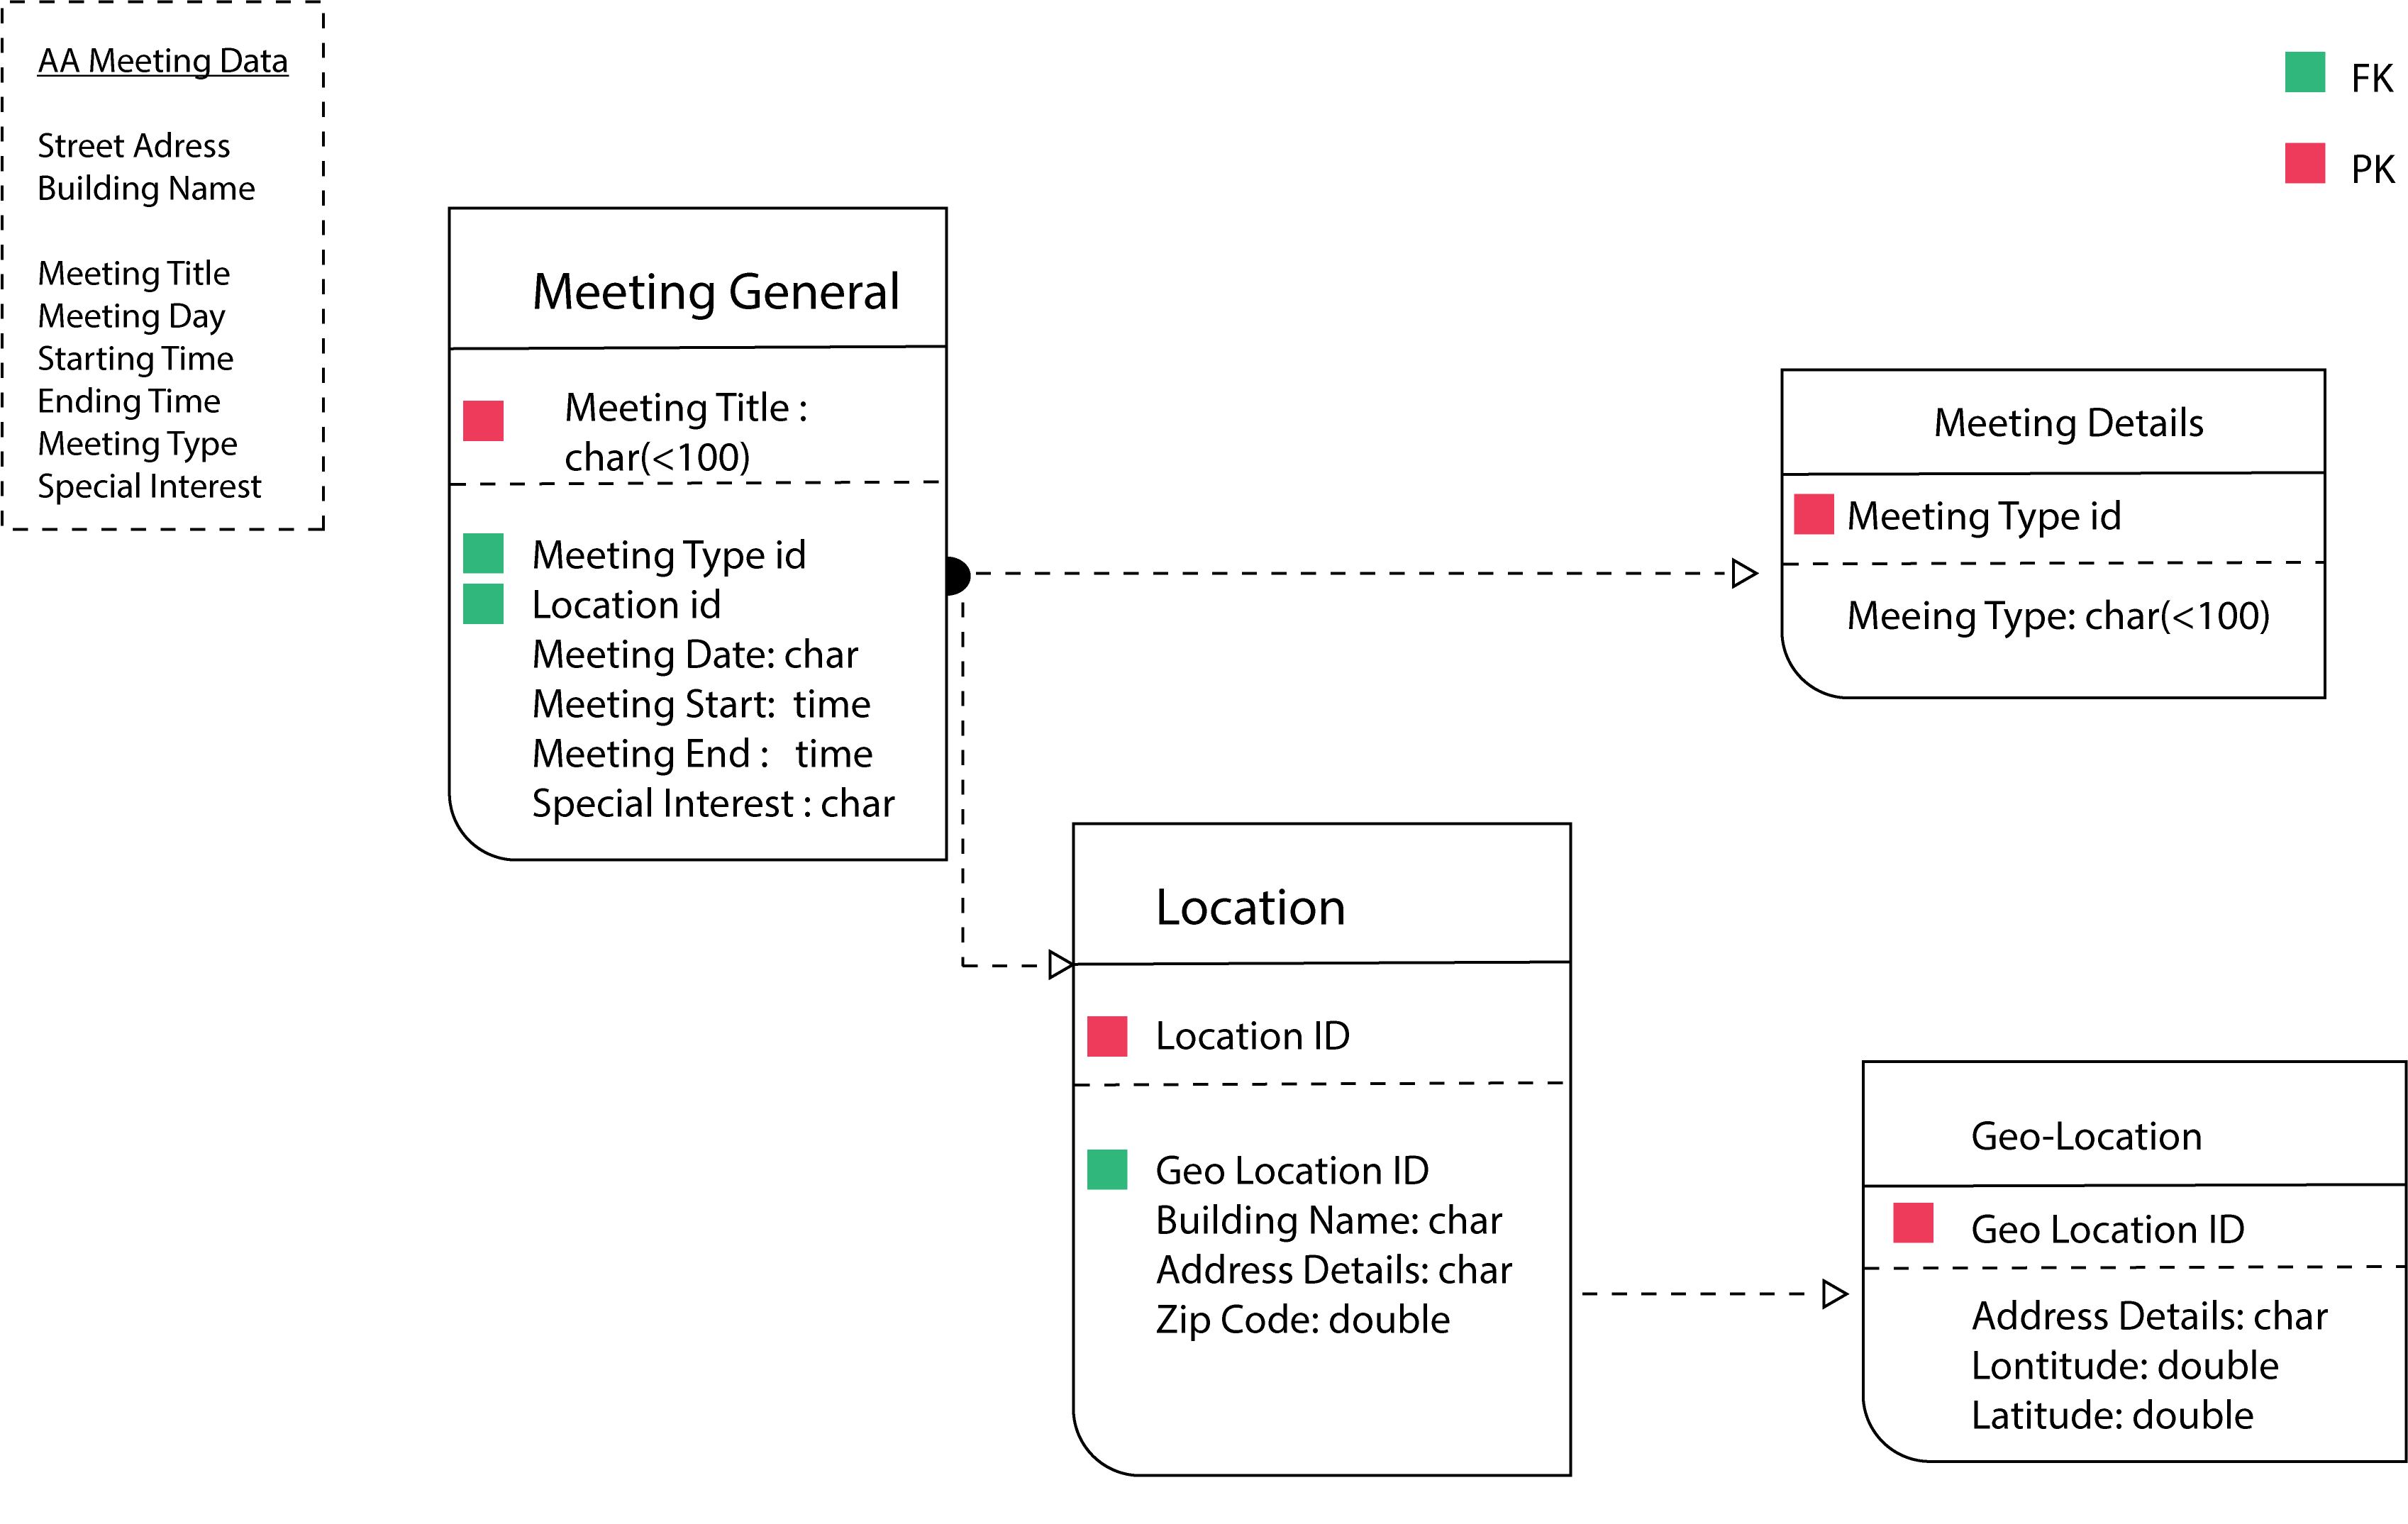 AA Meeting Data
Street Adress
Building Name
Meeting Title
Meeting Day
Starting Time
Ending Time
Meeting Type
Special Interest
FK
PK
Meeting General
Meeting Title :
char(<100)
Meeting Type id
Location id
Meeting Date: char
Meeting Start:  time
Meeting End :   time
Special Interest : char
Meeting Details
Meeting Type id
Meeing Type: char(<100)
Location
Location ID
Geo Location ID
Building Name: char
Address Details: char
Zip Code: double
Geo-Location
Geo Location ID
Address Details: char
Lontitude: double
Latitude: double